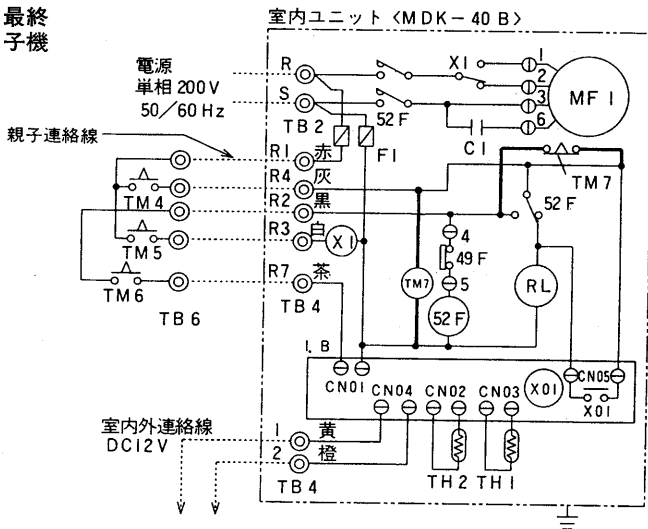 最終
子機
室内ユニット〈MDK-40B〉
電源
単相 200V
50/60Hz
親子連絡線
R
S
TB2
52F
X1
1
2
3
6
MF1
C1
F1
R1 赤
R4 灰
R2 黒
R3 白
X1
R7 茶
TB4
TM4
TM5
TM6
TB6
TM7
52F
4
49F
5
52F
TM7
RL
I.B
CN01
CN04
CN02
CN03
X01
CN05
X01
室内外連絡線
DC12V
1 黄
2 橙
TB4
TH2
TH1